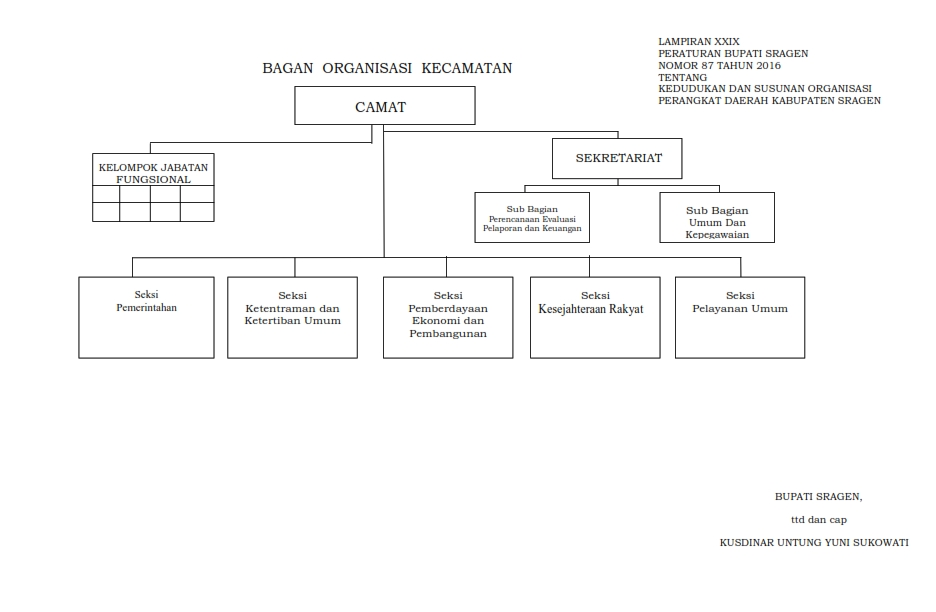 LAMPIRAN XXIX
PERATURAN BUPATI SRAGEN
NOMOR 87 TAHUN 2016
TENTANG
KEDUDUKAN DAN SUSUNAN ORGANISASI
PERANGKAT DAERAH KABUPATEN SRAGEN
BAGAN ORGANISASI KECAMATAN
CAMAT
KELOMPOK JABATAN
FUNGSIONAL
SEKRETARIAT
Sub Bagian
Perencanaan Evaluasi
Pelaporan dan Keuangan
Sub Bagian
Umum Dan
Kepegawaian
Seksi
Pemerintahan
Seksi
Ketentraman dan
Ketertiban Umum
Seksi
Pemberdayaan
Ekonomi dan
Pembangunan
Seksi
Kesejahteraan Rakyat
Seksi
Pelayanan Umum
BUPATI SRAGEN,
ttd dan cap
KUSDINAR UNTUNG YUNI SUKOWATI